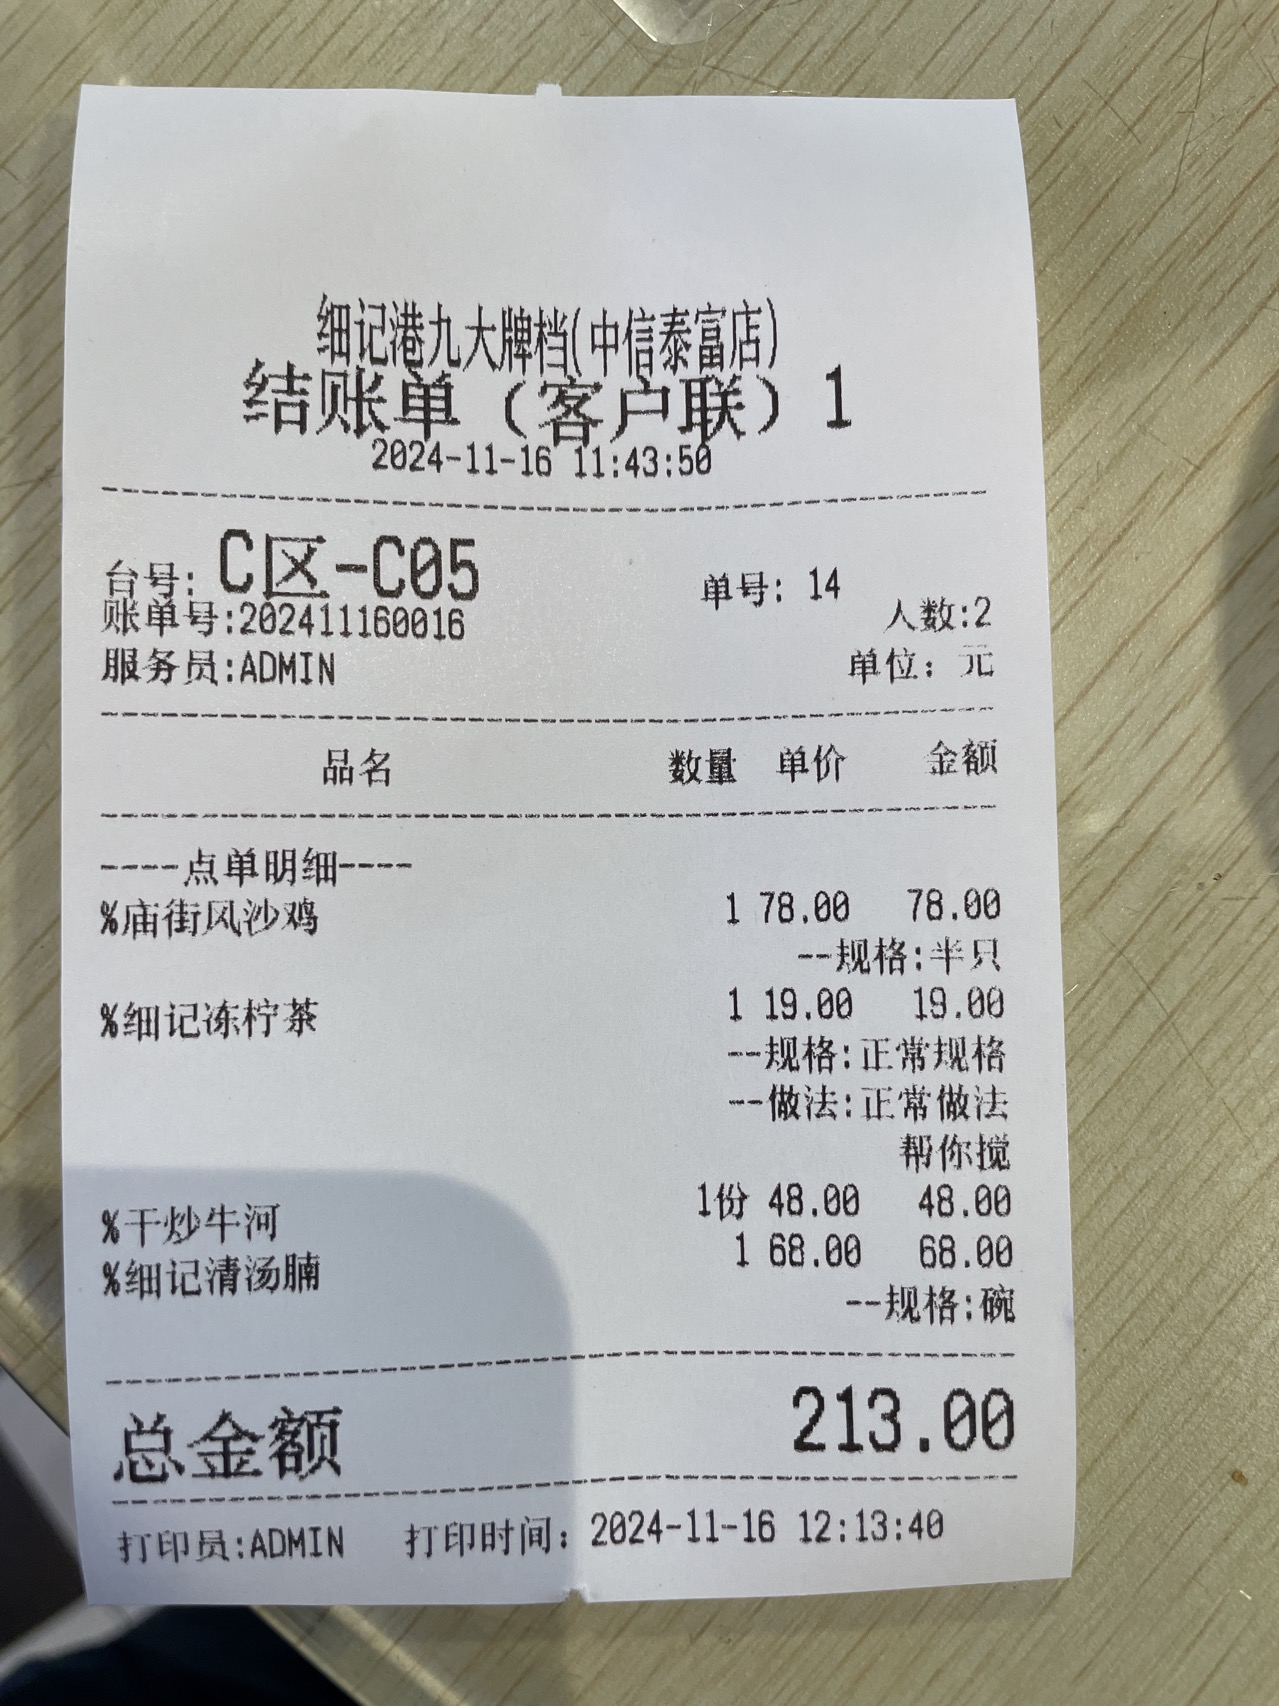 细记港九大牌档(中信泰富店)
结账单（客户联）1
2024-11-16 11:43:50
台号: C区-C05 单号: 14
账单号:202411160016 人数:2
服务员:ADMIN 单位: 元
品名 数量 单价 金额
----点单明细----
%庙街风沙鸡 1 78.00 78.00
--规格:半只
%细记冻柠茶 1 19.00 19.00
--规格:正常规格
--做法:正常做法
帮你搅
%干炒牛河 1份 48.00 48.00
%细记清汤腩 1 68.00 68.00
--规格:碗
总金额 213.00
打印员:ADMIN 打印时间: 2024-11-16 12:13:40